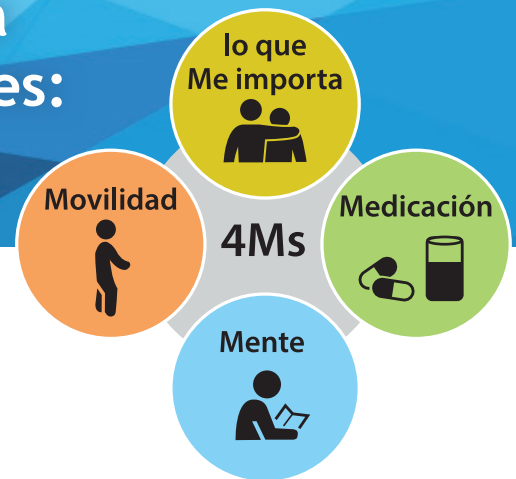 es:
lo que
Me importa
Movilidad
4Ms
Medicación
Mente